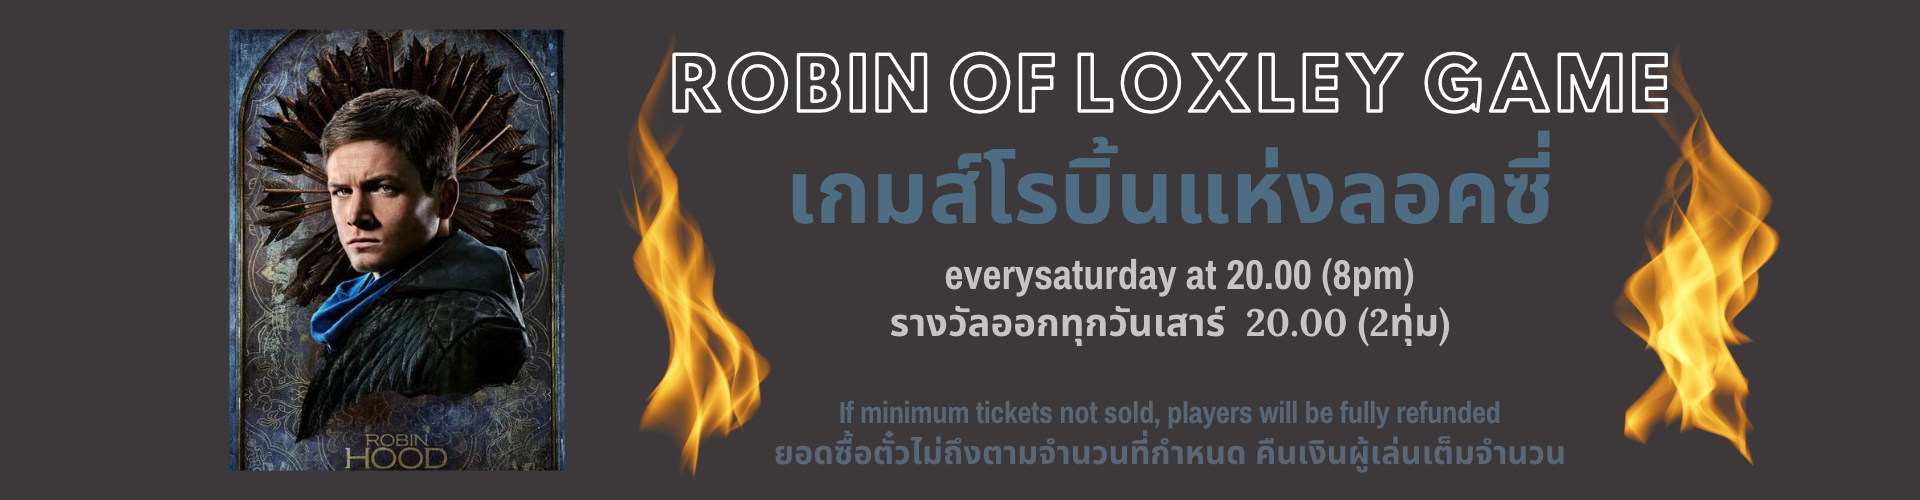 ROBIN OF LOXLEY GAME
เกมส์โรบิ้นแห่งลอคซี่
everysaturday at 20.00 (8pm)
รางวัลออกทุกวันเสาร์ 20.00 (2ทุ่ม)
If minimum tickets not sold, players will be fully refunded
ยอดซื้อตั๋วไม่ถึงตามจำนวนที่กำหนด คืนเงินผู้เล่นเต็มจำนวน
ROBIN
HOOD